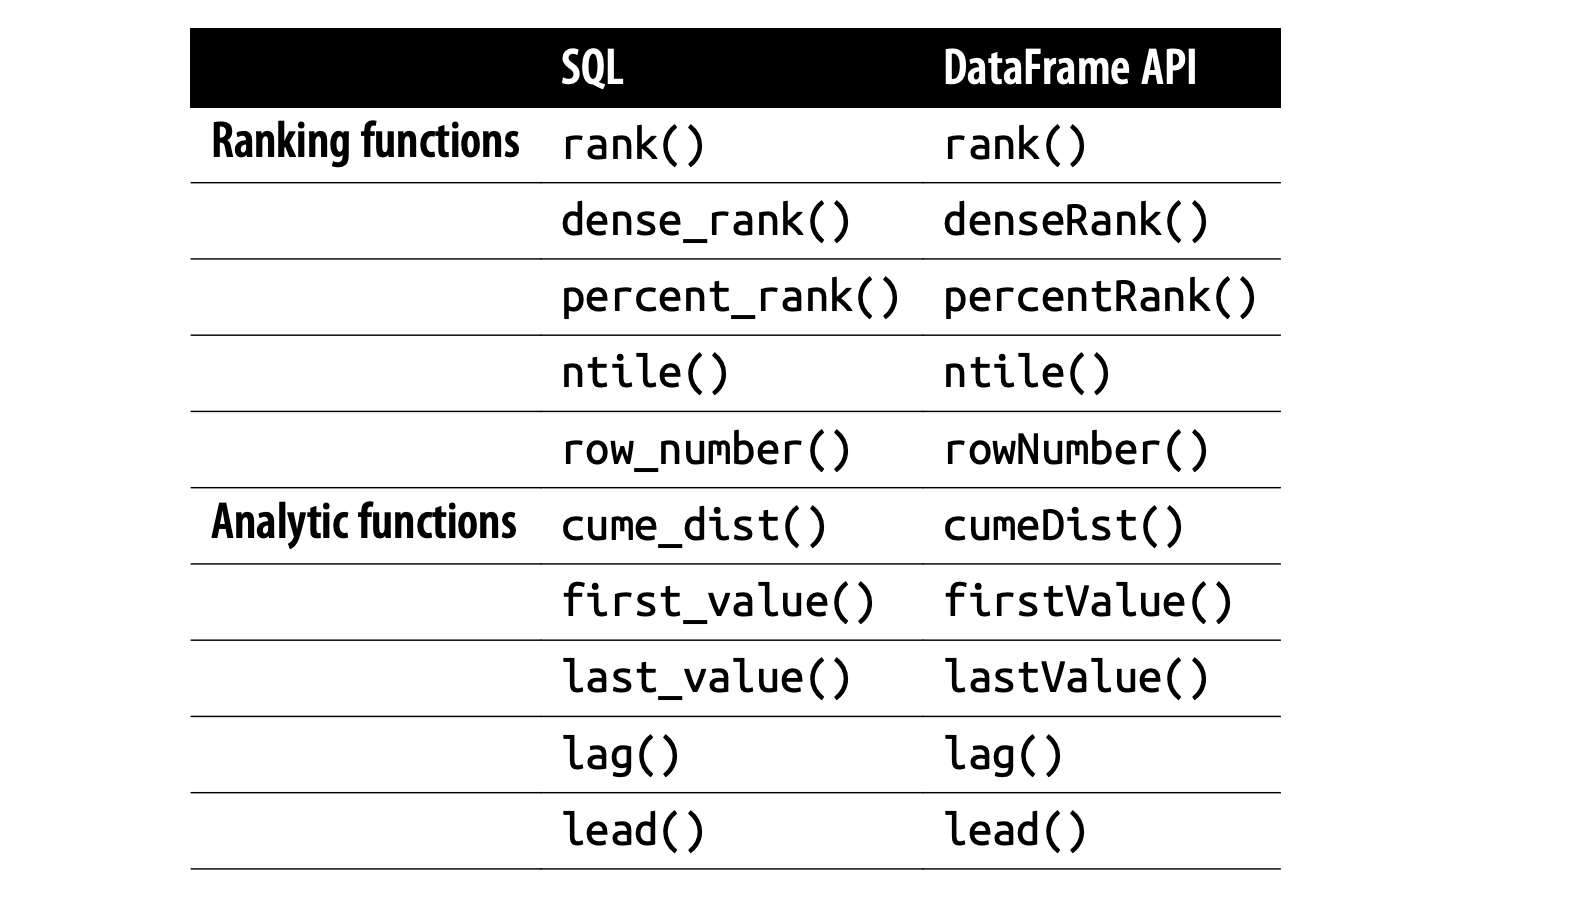 SQL DataFrame API
Ranking functions rank() rank()
dense_rank() denseRank()
percent_rank() percentRank()
ntile() ntile()
row_number() rowNumber()
Analytic functions cume_dist() cumeDist()
first_value() firstValue()
last_value() lastValue()
lag() lag()
lead() lead()